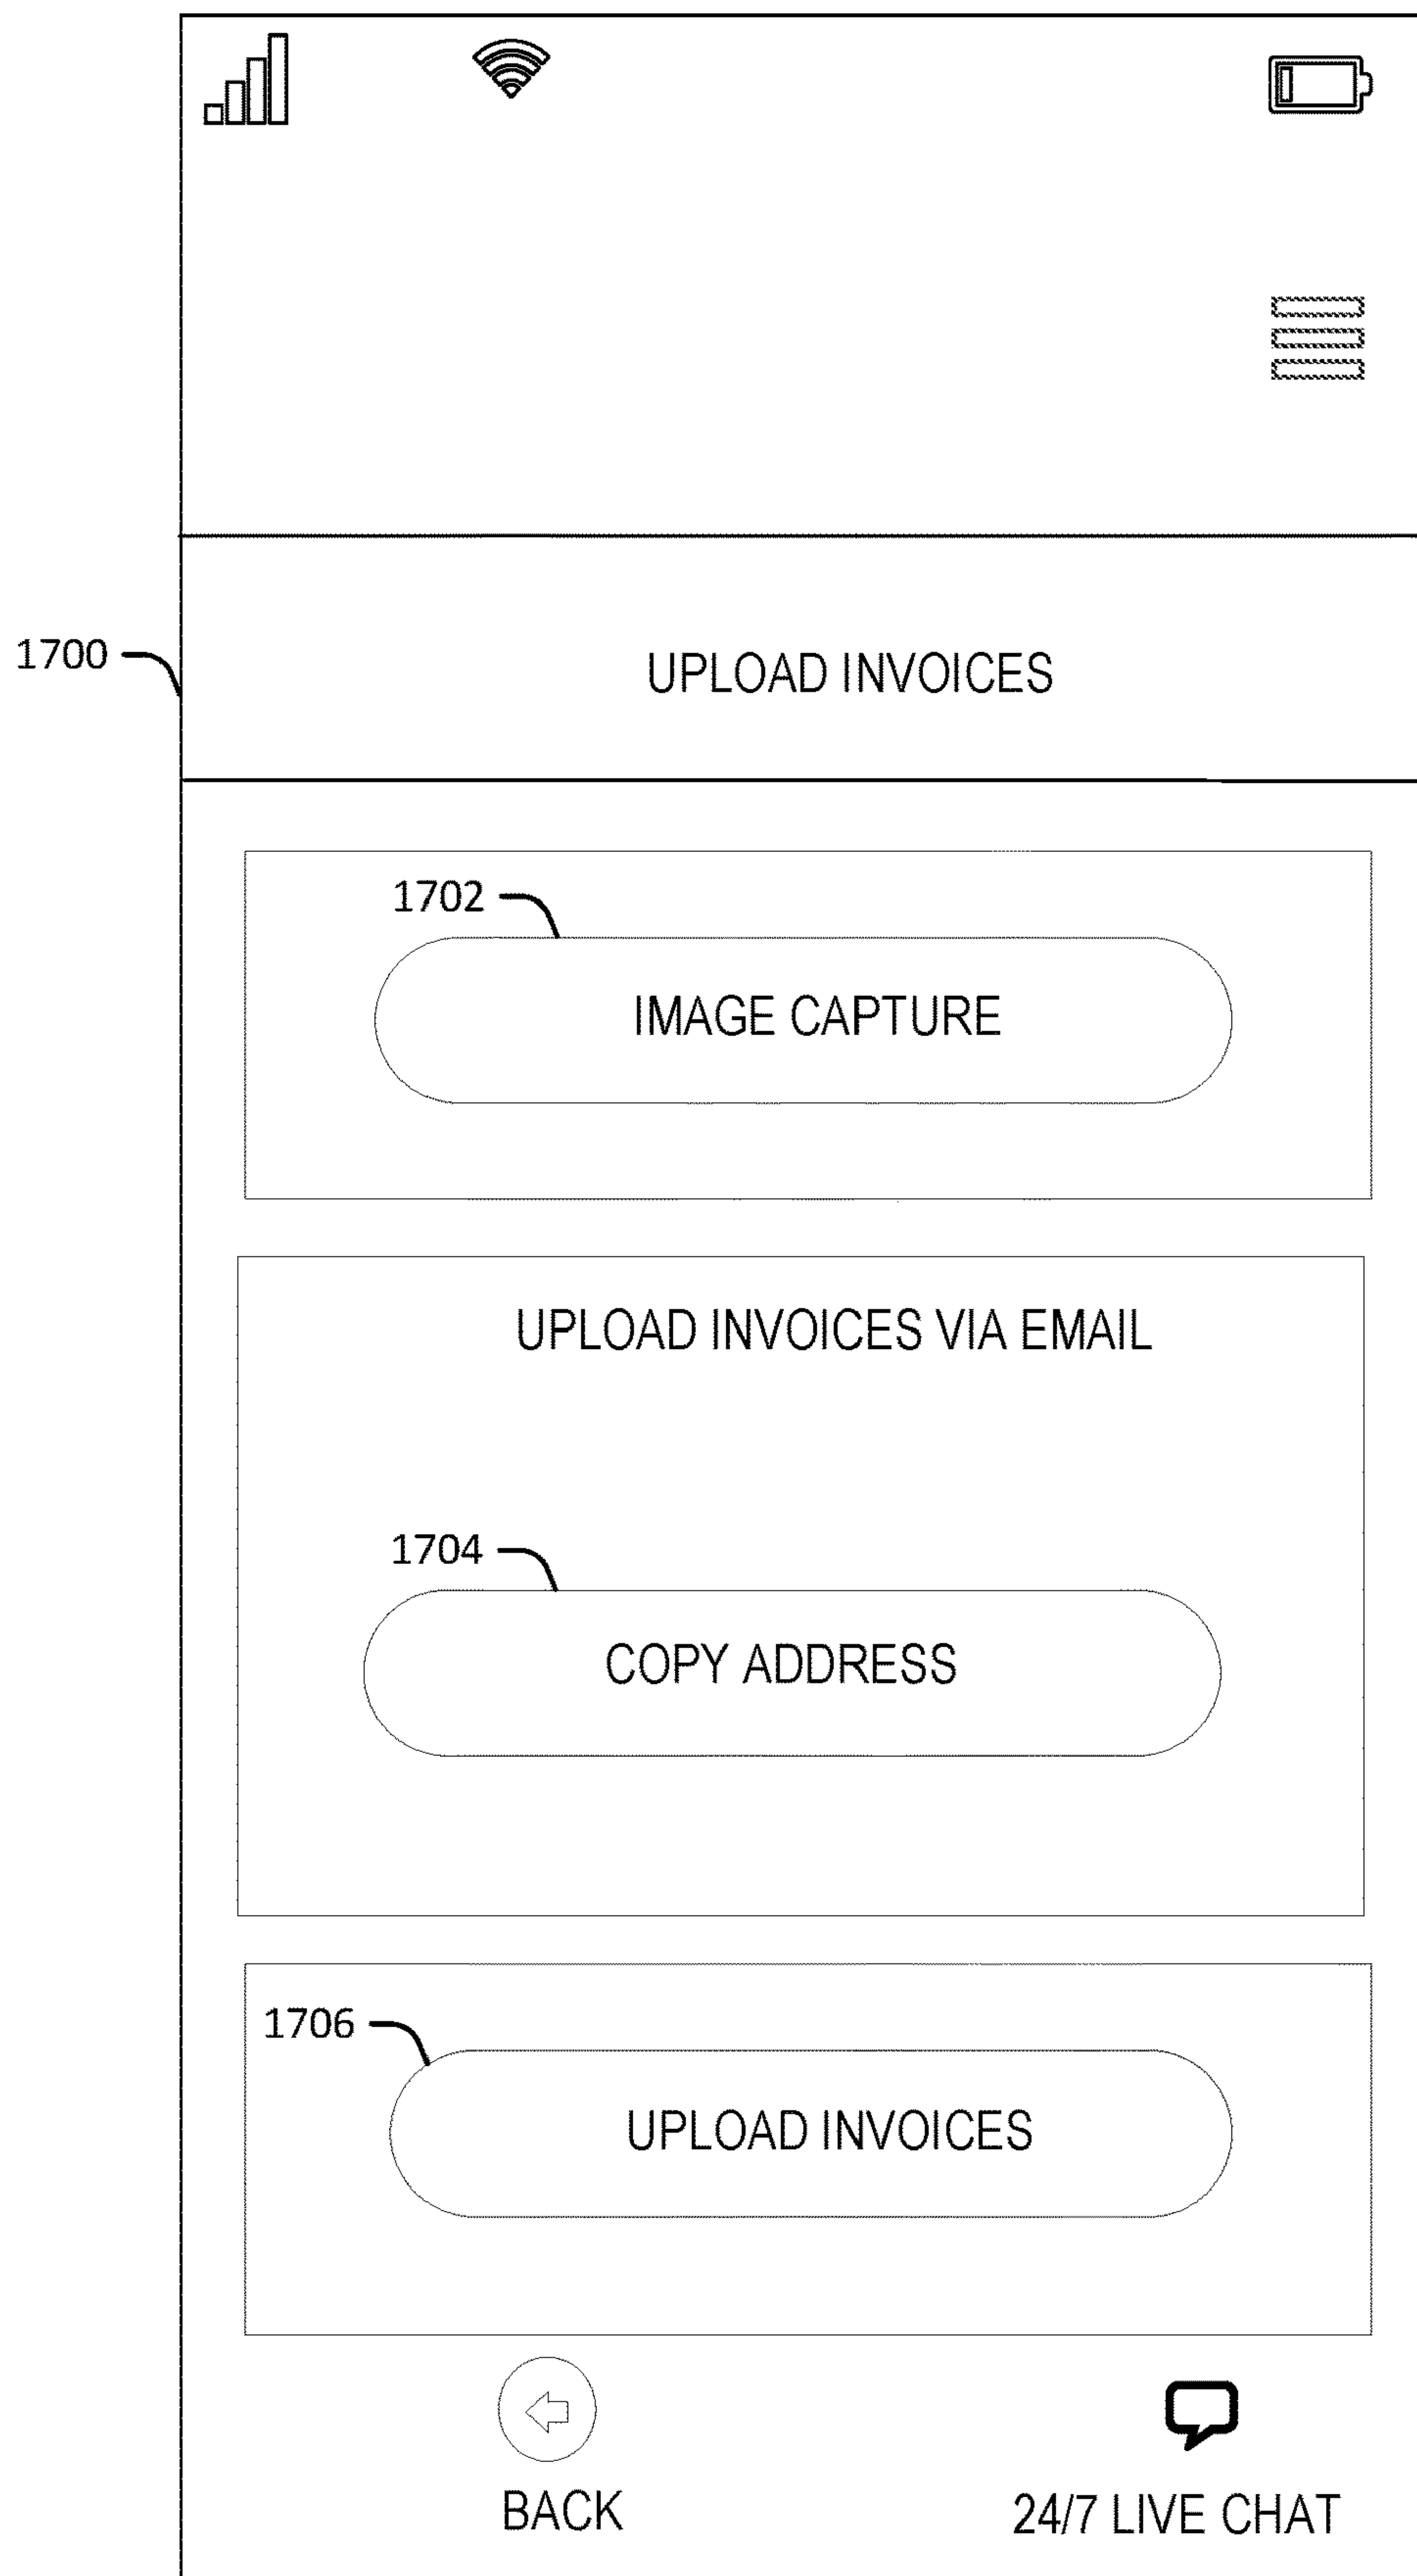 1700
UPLOAD INVOICES
1702
IMAGE CAPTURE
UPLOAD INVOICES VIA EMAIL
1704
COPY ADDRESS
1706
UPLOAD INVOICES
BACK
24/7 LIVE CHAT